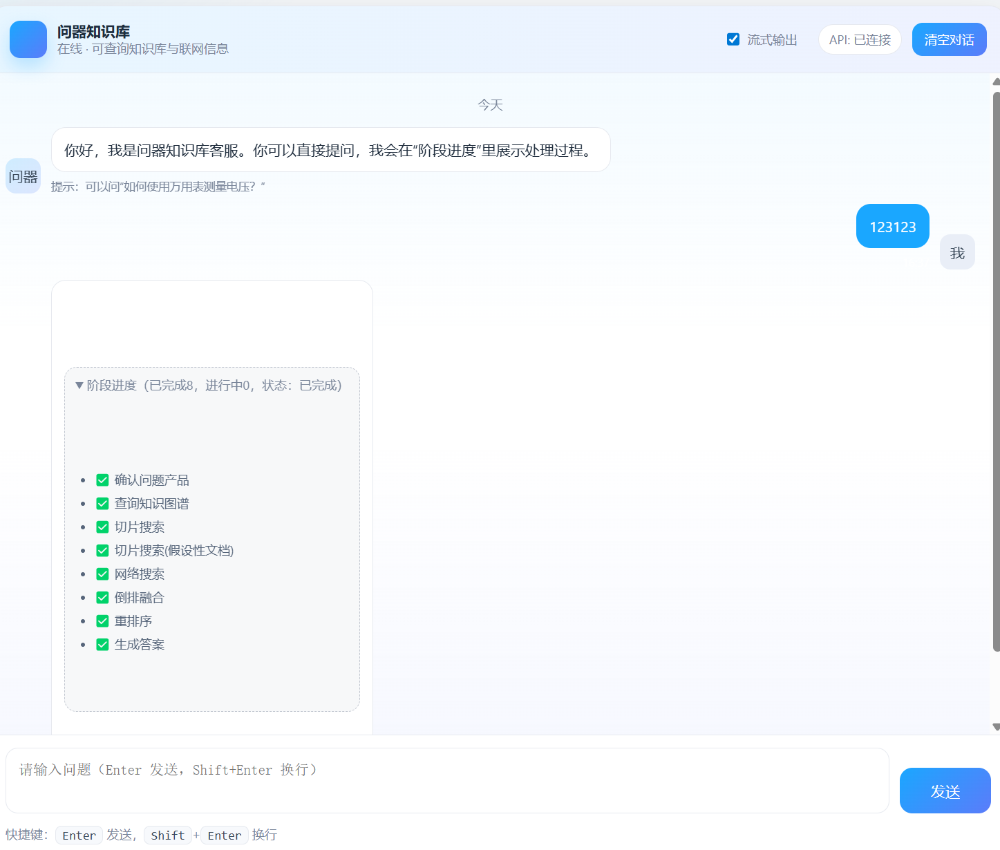 问器知识库
在线 · 可查询知识库与联网信息
流式输出
API: 已连接
清空对话
今天
你好，我是问器知识库客服。你可以直接提问，我会在“阶段进度”里展示处理过程。
问器
提示：可以问“如何使用万用表测量电压？”
123123
我
▼阶段进度（已完成8，进行中0，状态：已完成）
• ✅ 确认问题产品
• ✅ 查询知识图谱
• ✅ 切片搜索
• ✅ 切片搜索(假设性文档)
• ✅ 网络搜索
• ✅ 倒排融合
• ✅ 重排序
• ✅ 生成答案
请输入问题（Enter 发送，Shift+Enter 换行）
发送
快捷键： Enter 发送， Shift + Enter 换行